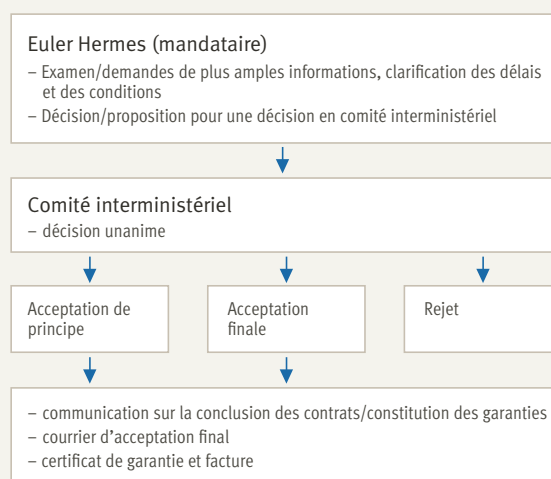 Euler Hermes (mandataire)
– Examen/demandes de plus amples informations, clarification des délais
et des conditions
– Décision/proposition pour une décision en comité interministériel
Comité interministériel
– décision unanime
Acceptation de
principe
Acceptation
finale
Rejet
– communication sur la conclusion des contrats/constitution des garanties
– courrier d’acceptation final
– certificat de garantie et facture